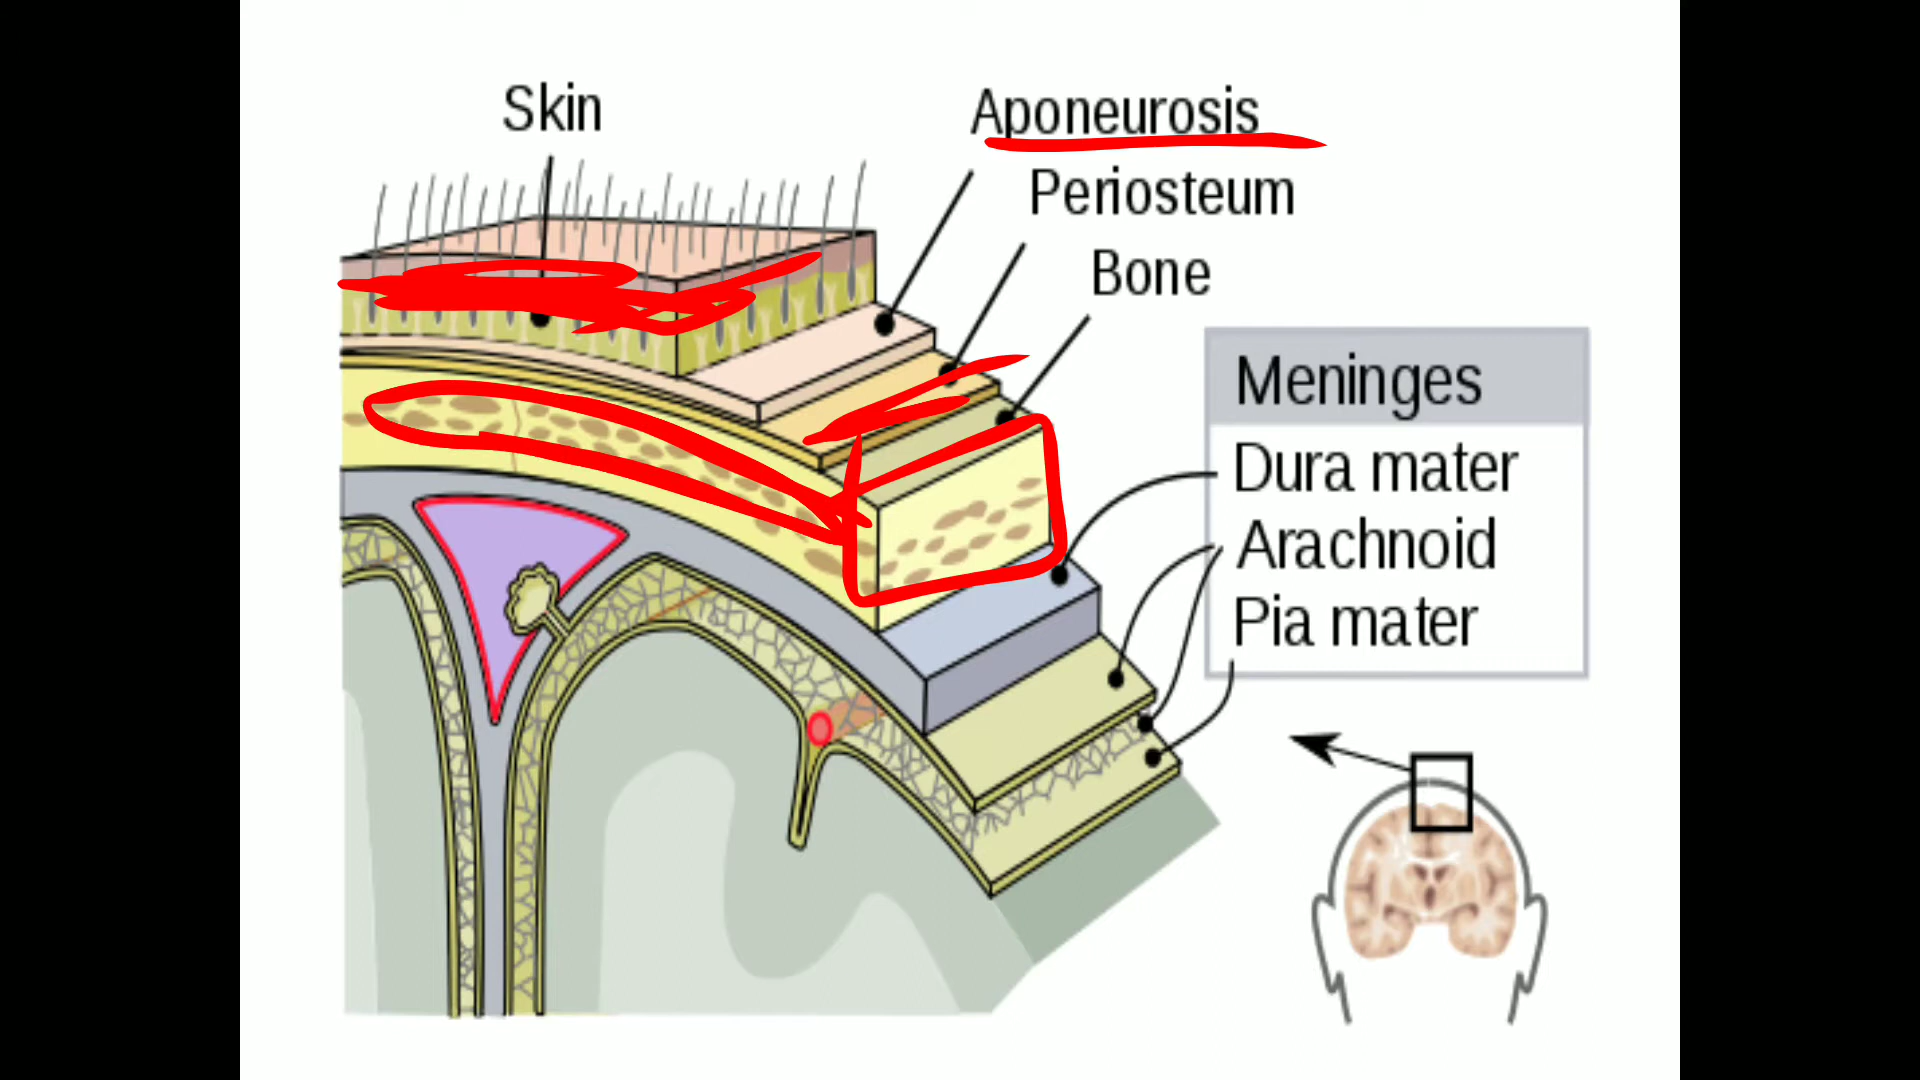 Skin
Aponeurosis
Periosteum
Bone
Meninges
Dura mater
Arachnoid
Pia mater